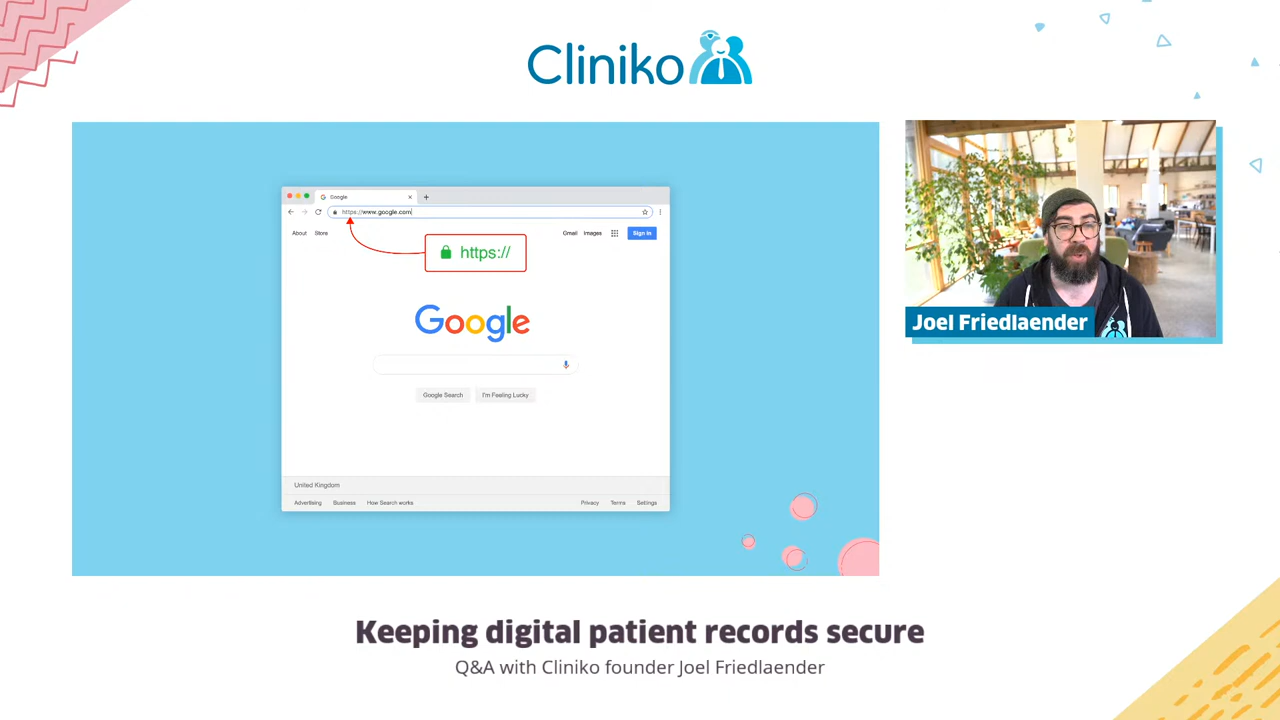 Cliniko
Google
https://www.google.com
About Store
Gmail Images
Sign in
https://
Google
Google Search
I'm Feeling Lucky
United Kingdom
Advertising Business How Search works
Privacy Terms Settings
Joel Friedlaender
Keeping digital patient records secure
Q&A with Cliniko founder Joel Friedlaender